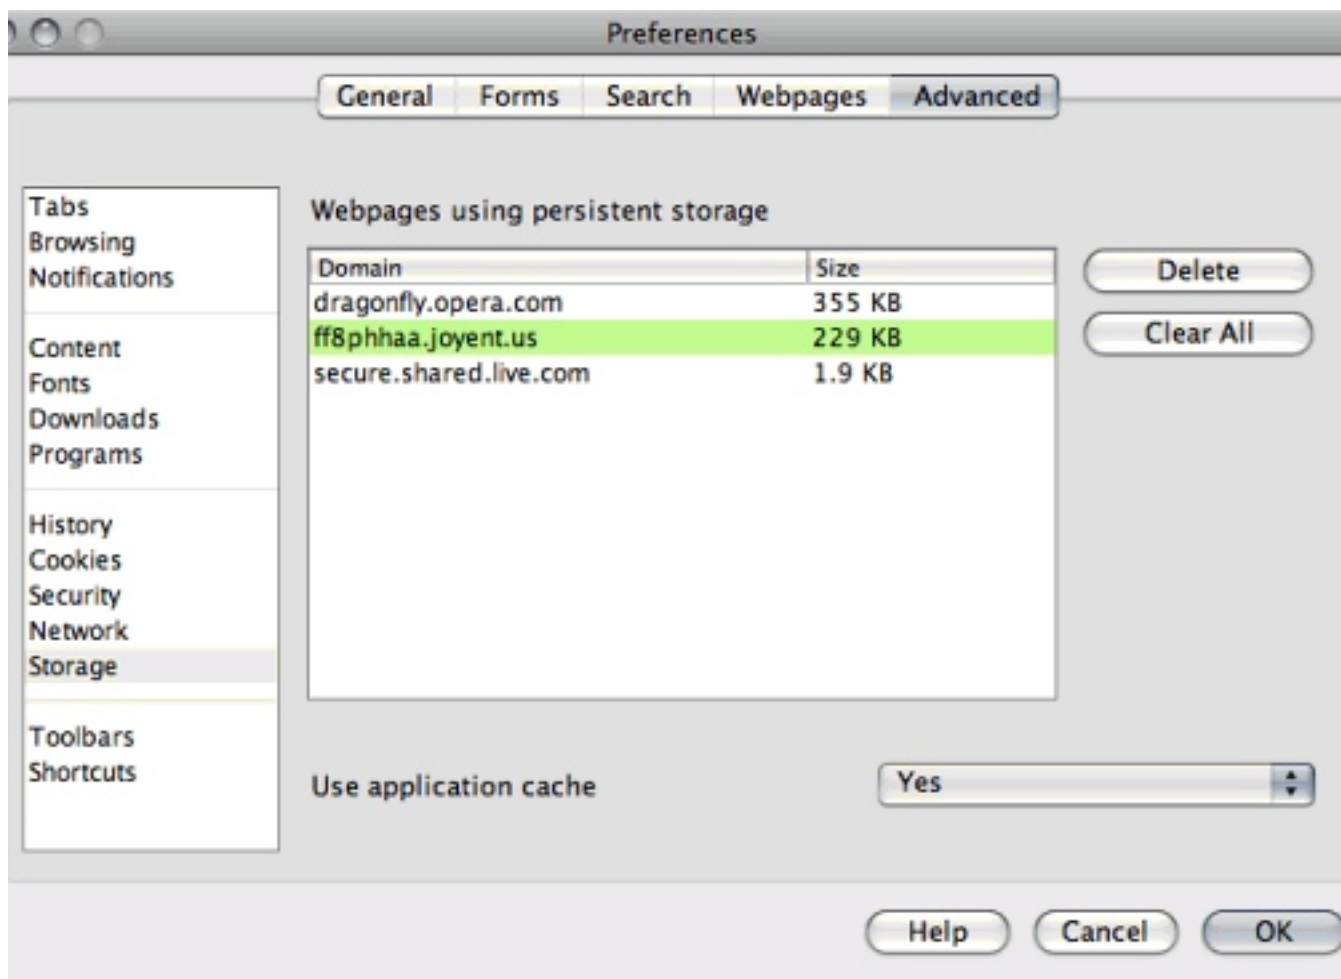 Preferences
General Forms Search Webpages Advanced
Tabs
Browsing
Notifications
Content
Fonts
Downloads
Programs
History
Cookies
Security
Network
Storage
Toolbars
Shortcuts
Webpages using persistent storage
Domain Size
dragonfly.opera.com 355 KB
ff8phhaa.joyent.us 229 KB
secure.shared.live.com 1.9 KB
Delete
Clear All
Use application cache Yes
Help Cancel OK